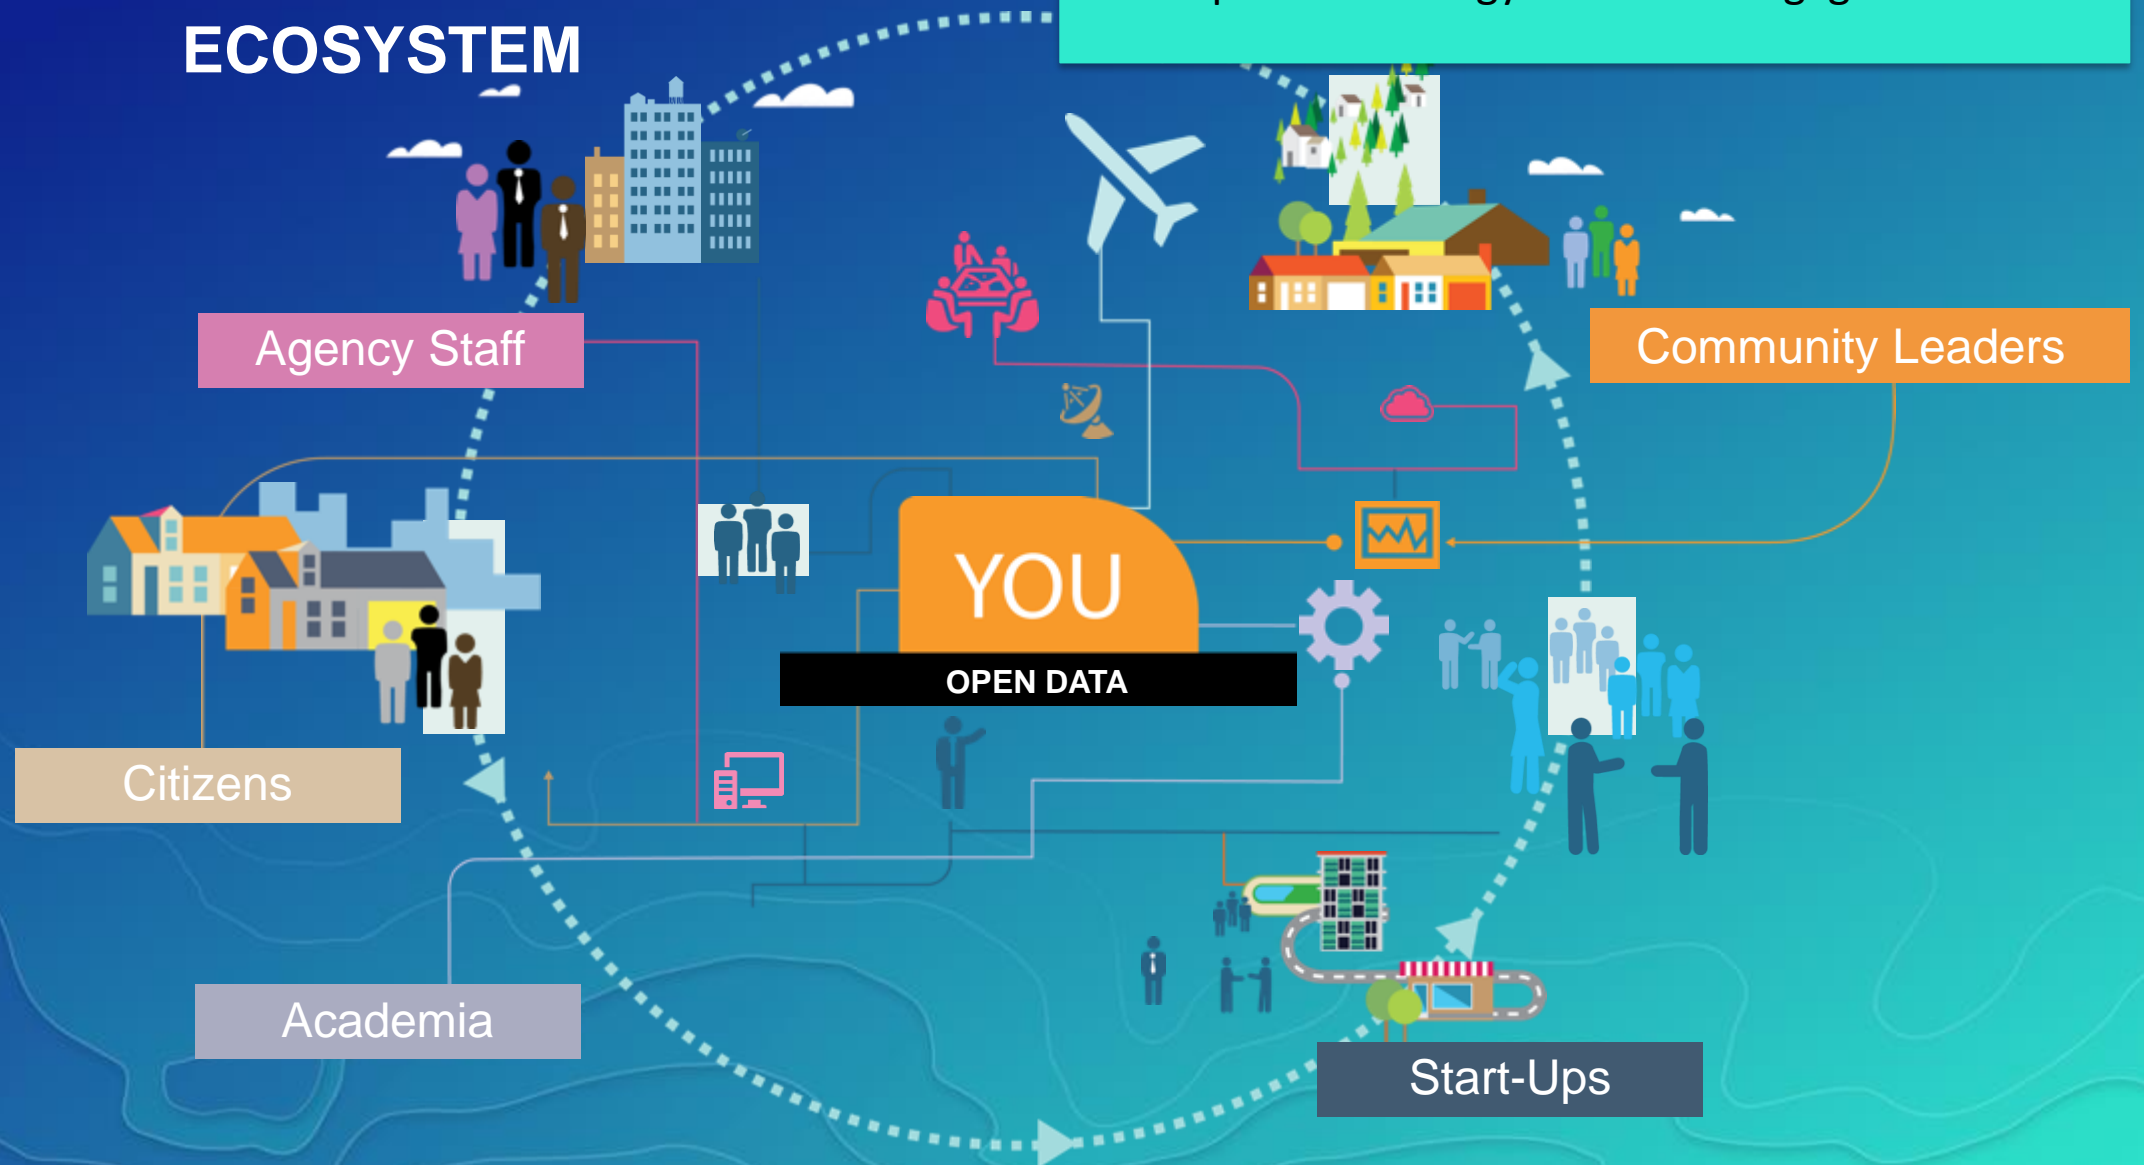 ECOSYSTEM
Agency Staff
Community Leaders
YOU
OPEN DATA
Citizens
Academia
Start-Ups